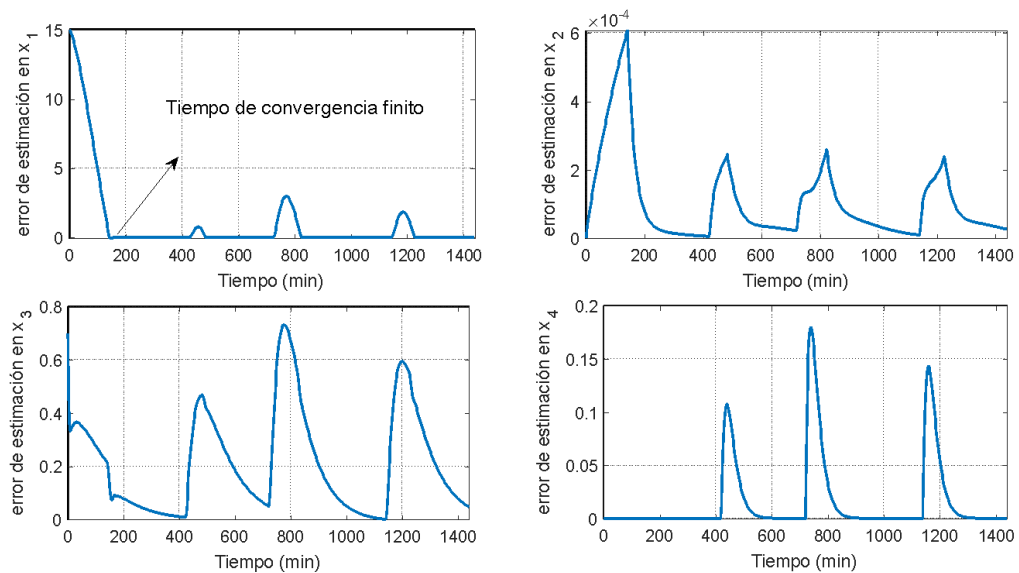 error de estimación en x1
15
10
5
0
Tiempo de convergencia finito
0 200 400 600 800 1000 1200 1400
Tiempo (min)
×10-4
error de estimación en x2
6
4
2
0
0 200 400 600 800 1000 1200 1400
Tiempo (min)
error de estimación en x3
0.8
0.6
0.4
0.2
0
0 200 400 600 800 1000 1200 1400
Tiempo (min)
error de estimación en x4
0.2
0.15
0.1
0.05
0
0 200 400 600 800 1000 1200 1400
Tiempo (min)